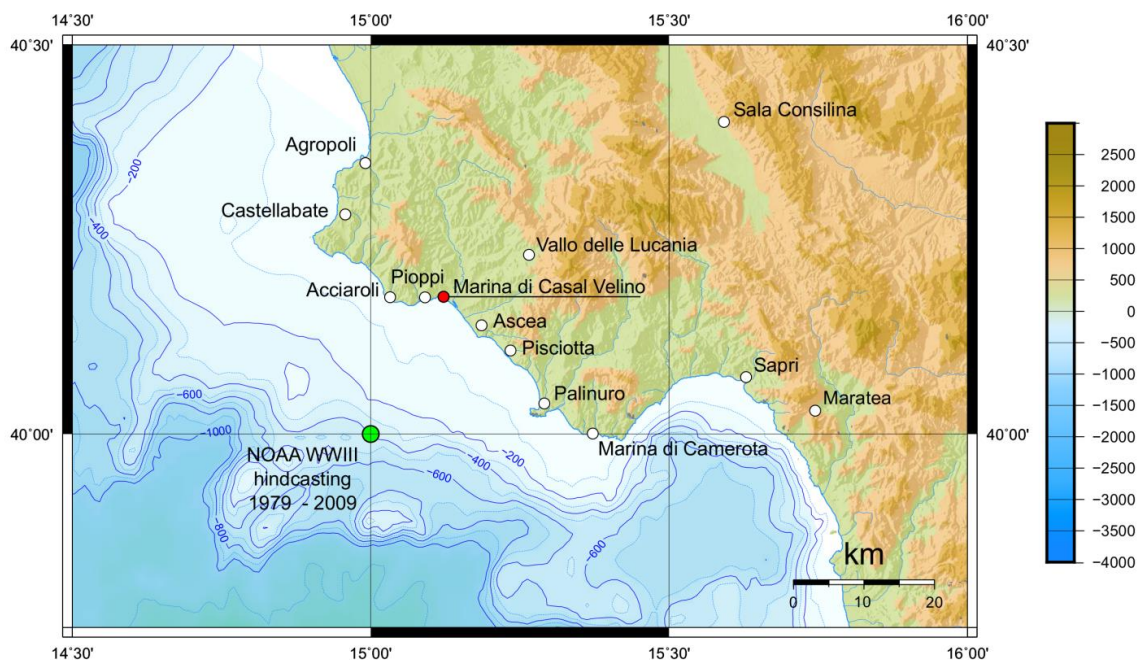 14˚30' 15˚00' 15˚30' 16˚00'
40˚30' 40˚30'
Sala Consilina
Agropoli
2500
−200
2000
Castellabate
1500
−400
1000
Vallo delle Lucania
500
Pioppi
Acciaroli
Marina di Casal Velino
0
Ascea
−500
Pisciotta
−1000
Sapri
−1500
−600
Palinuro
Maratea
−2000
−1000
40˚00' 40˚00'
NOAA WWIII
hindcasting
1979 - 2009
−200
−400
−600
Marina di Camerota
−2500
−3000
−800
−600
−3500
km
−4000
0 10 20
14˚30' 15˚00' 15˚30' 16˚00'